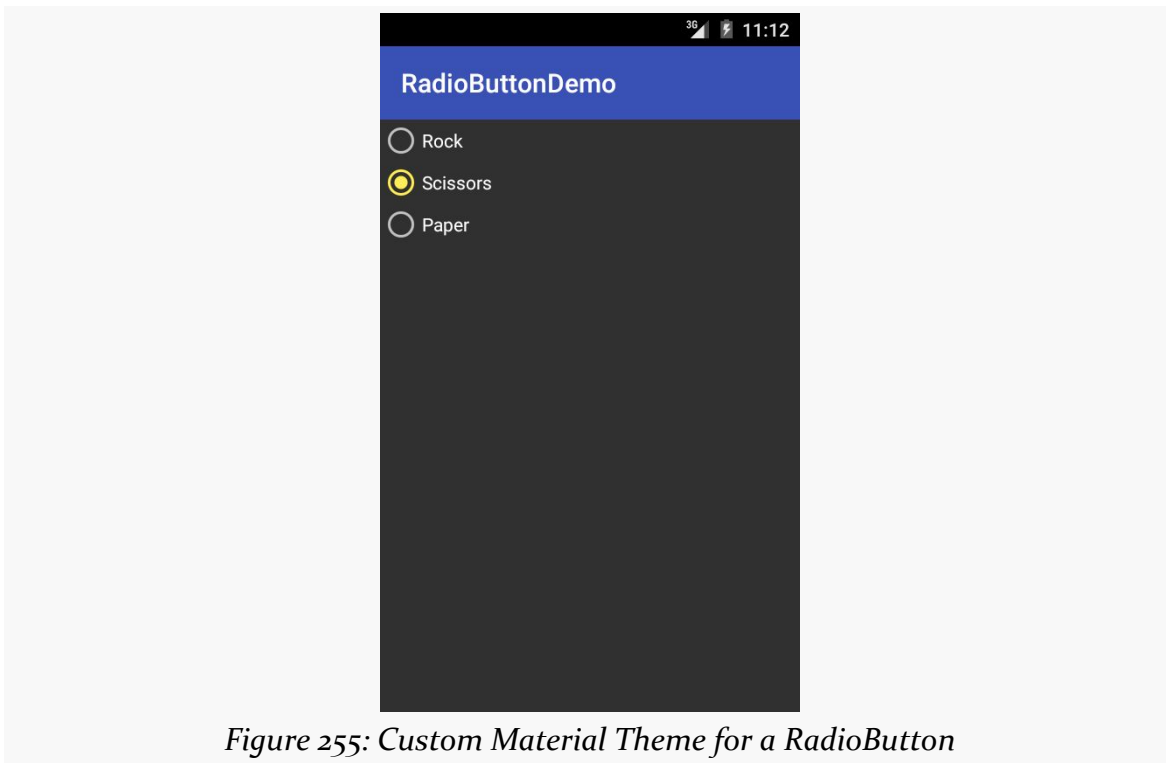 3G 11:12
RadioButtonDemo
Rock
Scissors
Paper
Figure 255: Custom Material Theme for a RadioButton